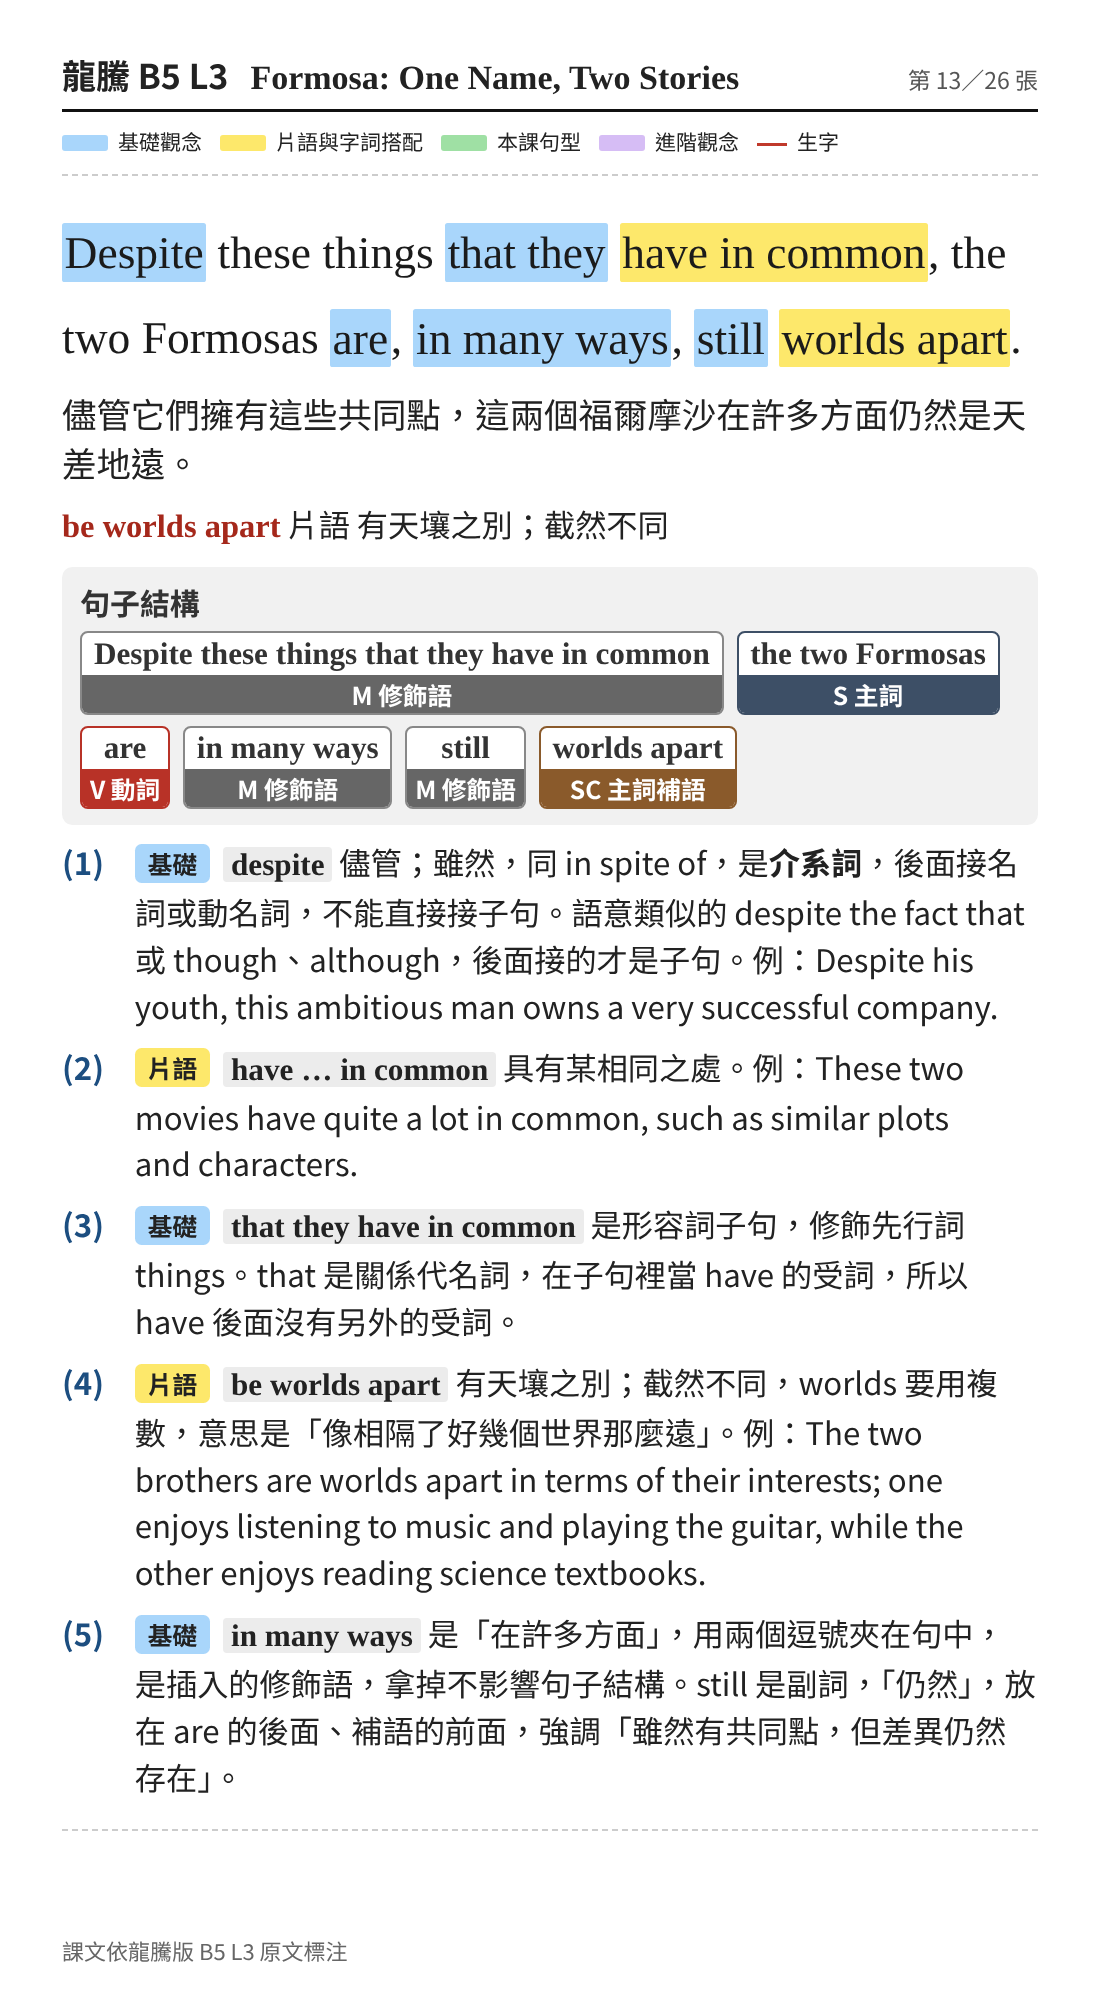 龍騰 B5 L3 Formosa: One Name, Two Stories 第 13／26 張
基礎觀念 片語與字詞搭配 本課句型 進階觀念 生字
Despite these things that they have in common, the
two Formosas are, in many ways, still worlds apart.
儘管它們擁有這些共同點，這兩個福爾摩沙在許多方面仍然是天
差地遠。
be worlds apart 片語 有天壤之別；截然不同
句子結構
Despite these things that they have in common the two Formosas
M 修飾語 S 主詞
are in many ways still worlds apart
V 動詞 M 修飾語 M 修飾語 SC 主詞補語
(1) 基礎 despite 儘管；雖然，同 in spite of，是介系詞，後面接名
詞或動名詞，不能直接接子句。語意類似的 despite the fact that
或 though、although，後面接的才是子句。例：Despite his
youth, this ambitious man owns a very successful company.
(2) 片語 have … in common 具有某相同之處。例：These two
movies have quite a lot in common, such as similar plots
and characters.
(3) 基礎 that they have in common 是形容詞子句，修飾先行詞
things。that 是關係代名詞，在子句裡當 have 的受詞，所以
have 後面沒有另外的受詞。
(4) 片語 be worlds apart 有天壤之別；截然不同，worlds 要用複
數，意思是「像相隔了好幾個世界那麼遠」。例：The two
brothers are worlds apart in terms of their interests; one
enjoys listening to music and playing the guitar, while the
other enjoys reading science textbooks.
(5) 基礎 in many ways 是「在許多方面」，用兩個逗號夾在句中，
是插入的修飾語，拿掉不影響句子結構。still 是副詞，「仍然」，放
在 are 的後面、補語的前面，強調「雖然有共同點，但差異仍然
存在」。
課文依龍騰版 B5 L3 原文標注